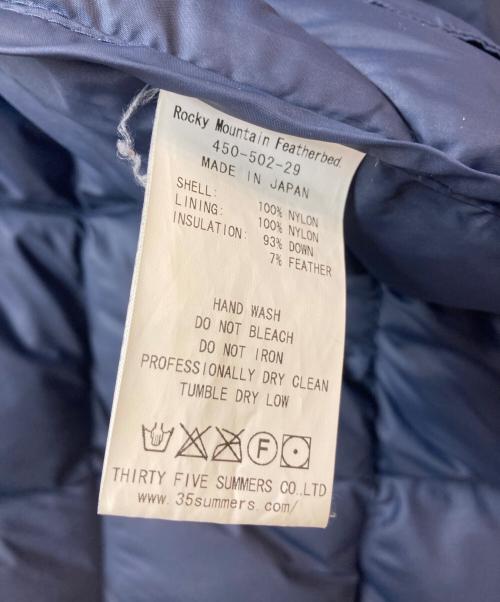 Rocky Mountain Featherbed
450-502-29
MADE IN JAPAN
SHELL: 100% NYLON
LINING: 100% NYLON
INSULATION: 93% DOWN
7% FEATHER
HAND WASH
DO NOT BLEACH
DO NOT IRON
PROFESSIONALLY DRY CLEAN
TUMBLE DRY LOW
F
THIRTY FIVE SUMMERS CO.,LTD
www.35summers.com/